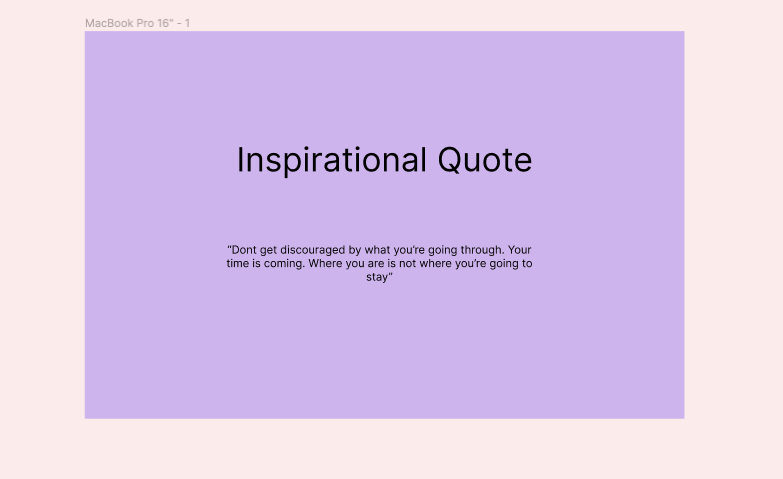 MacBook Pro 16" - 1
Inspirational Quote
“Dont get discouraged by what you’re going through. Your
time is coming. Where you are is not where you’re going to
stay”